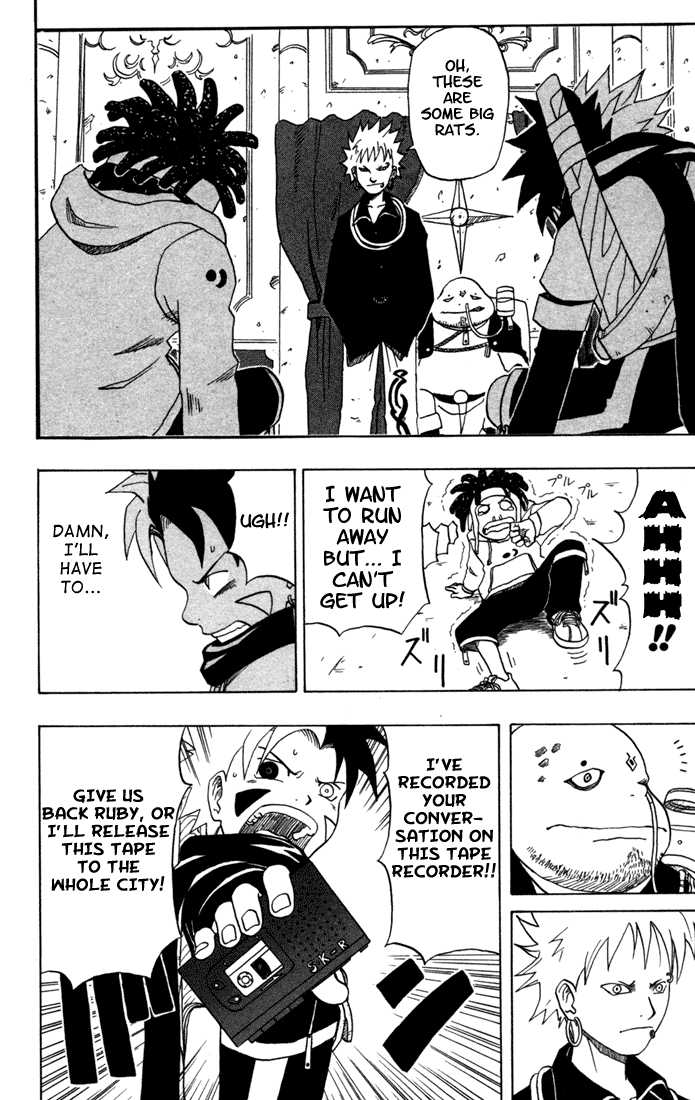 OH,
THESE
ARE
SOME BIG
RATS.
AHHH!!
プルプル
I WANT
TO RUN
AWAY
BUT... I
CAN'T
GET UP!
ズリ
ズリ
UGH!!
DAMN,
I'LL
HAVE
TO...
I'VE
RECORDED
YOUR
CONVER-
SATION ON
THIS TAPE
RECORDER!!
GIVE US
BACK RUBY, OR
I'LL RELEASE
THIS TAPE
TO THE
WHOLE CITY!
SK-R